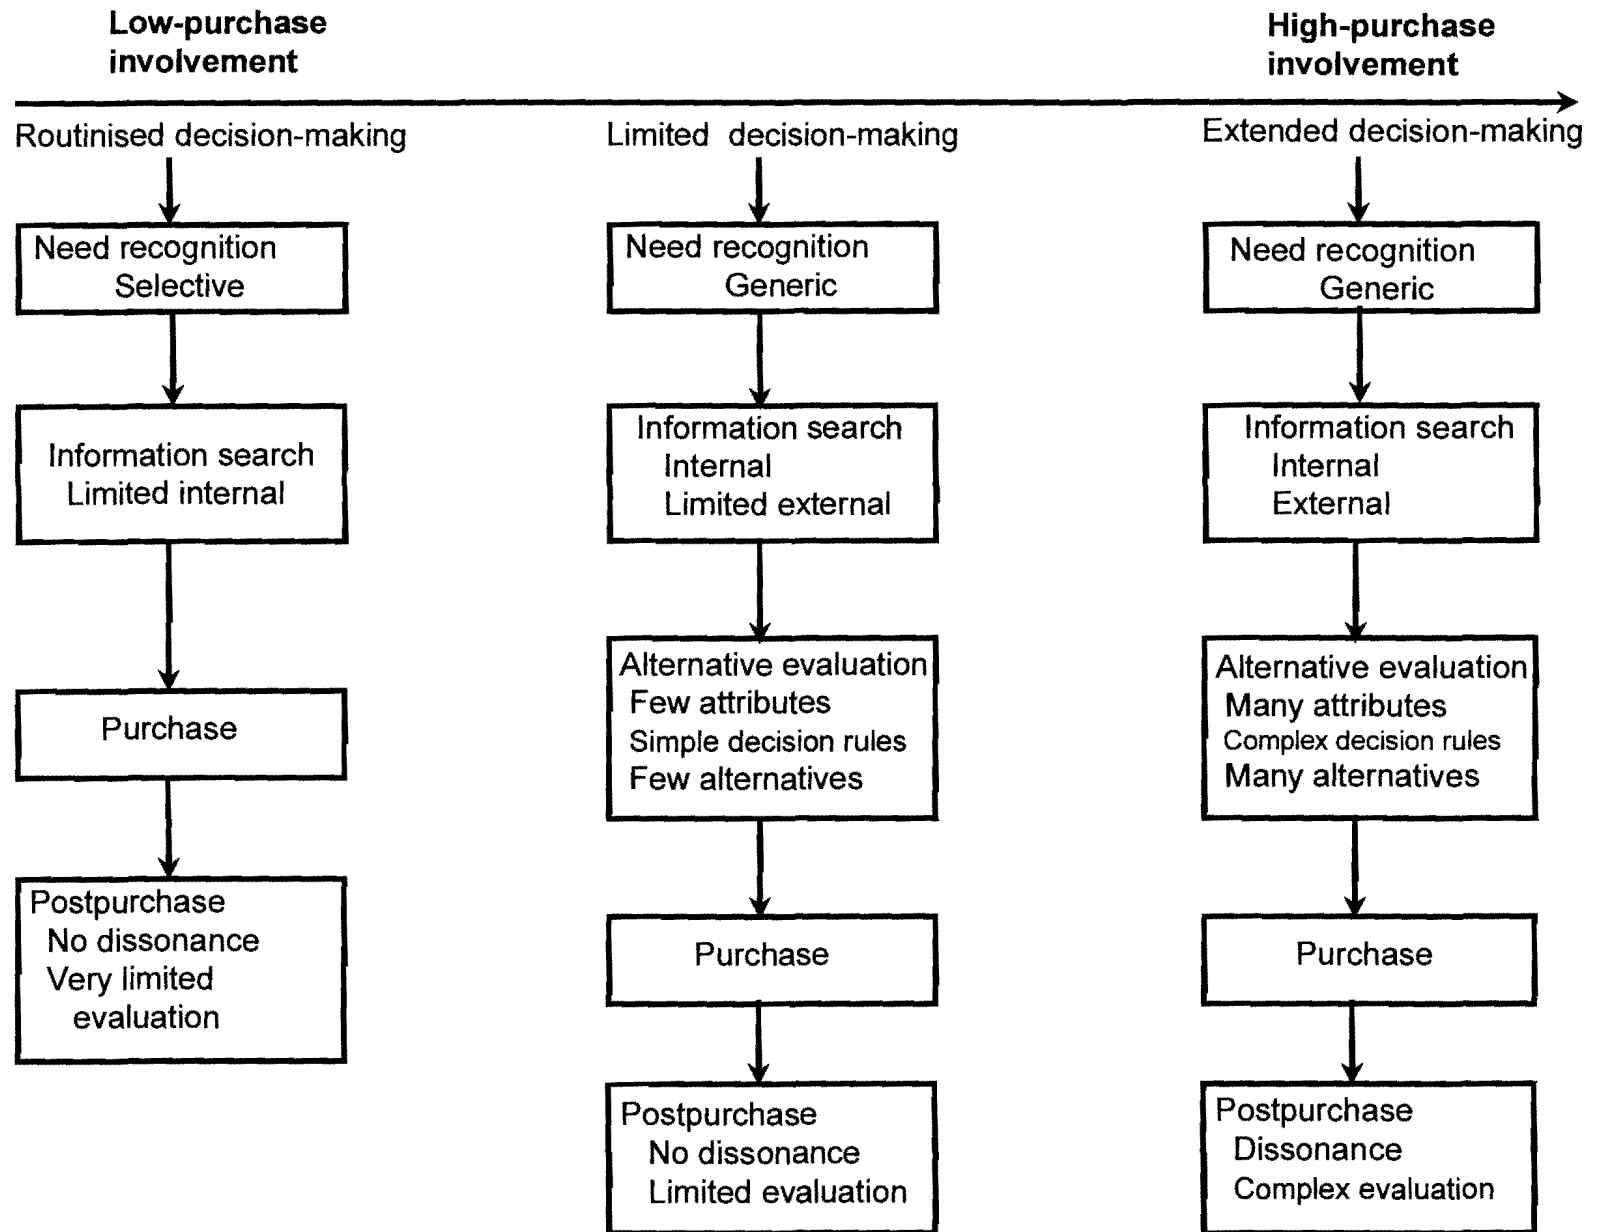 Low-purchase
involvement
High-purchase
involvement
Routinised decision-making
Limited decision-making
Extended decision-making
Need recognition
Selective
Information search
Limited internal
Purchase
Postpurchase
No dissonance
Very limited
evaluation
Need recognition
Generic
Information search
Internal
Limited external
Alternative evaluation
Few attributes
Simple decision rules
Few alternatives
Purchase
Postpurchase
No dissonance
Limited evaluation
Need recognition
Generic
Information search
Internal
External
Alternative evaluation
Many attributes
Complex decision rules
Many alternatives
Purchase
Postpurchase
Dissonance
Complex evaluation